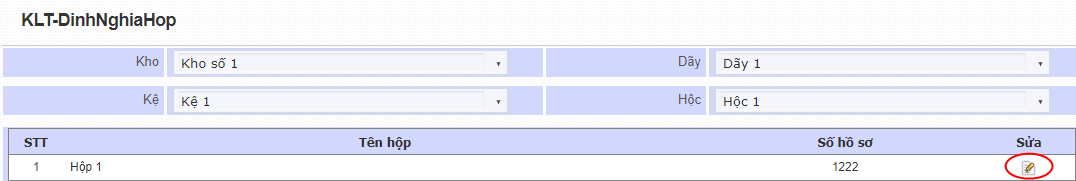 KLT-DinhNghiaHop
Kho Kho số 1 Dãy Dãy 1
Kệ Kệ 1 Hộc Hộc 1
STT Tên hộp Số hồ sơ Sửa
1 Hộp 1 1222